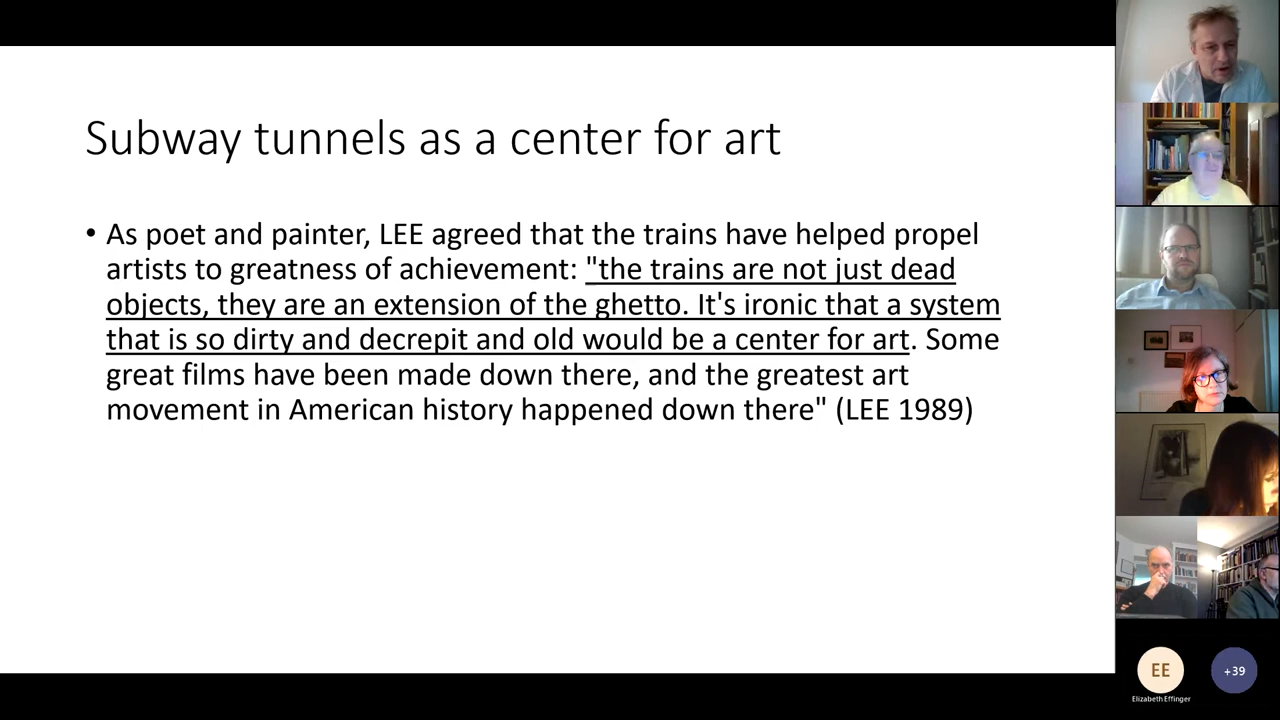 Subway tunnels as a center for art
• As poet and painter, LEE agreed that the trains have helped propel
artists to greatness of achievement: "the trains are not just dead
objects, they are an extension of the ghetto. It's ironic that a system
that is so dirty and decrepit and old would be a center for art. Some
great films have been made down there, and the greatest art
movement in American history happened down there" (LEE 1989)
EE
+39
Elizabeth Effinger